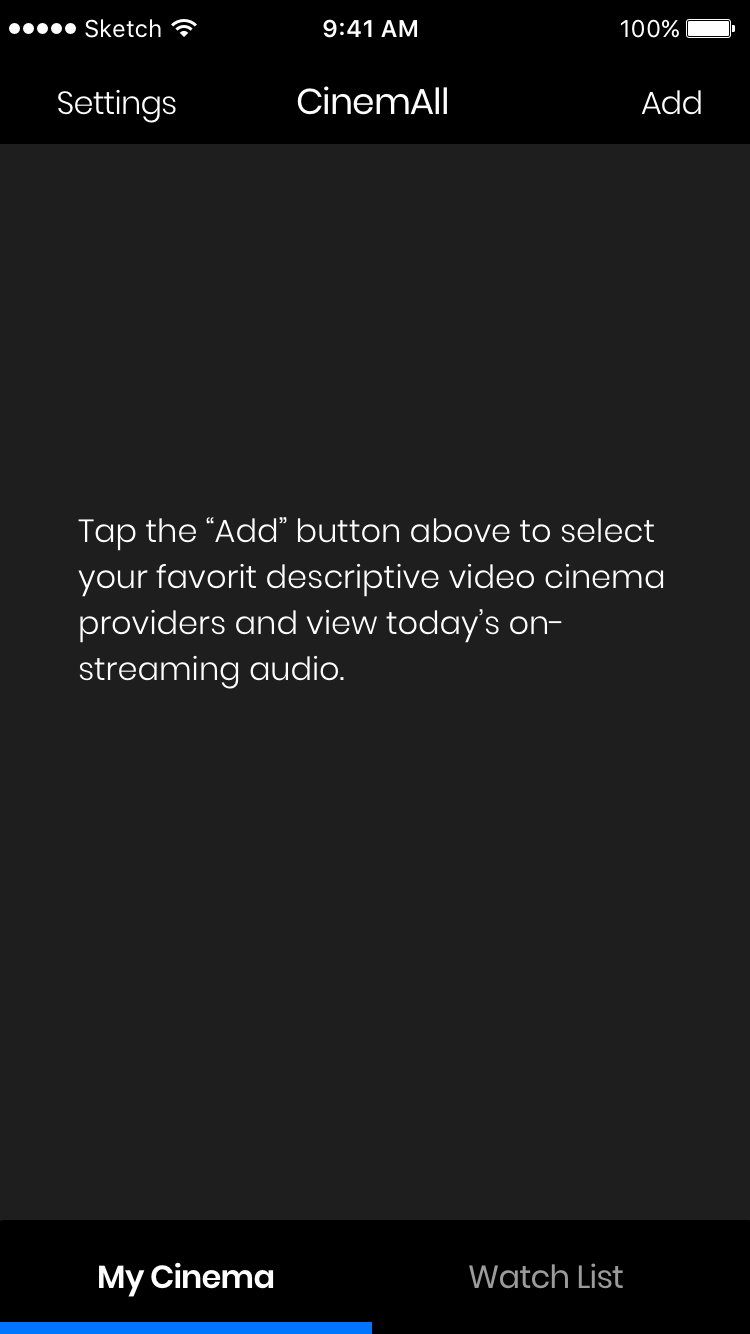 Sketch 9:41 AM 100%
Settings CinemAll Add
Tap the “Add” button above to select
your favorit descriptive video cinema
providers and view today’s on-
streaming audio.
My Cinema Watch List